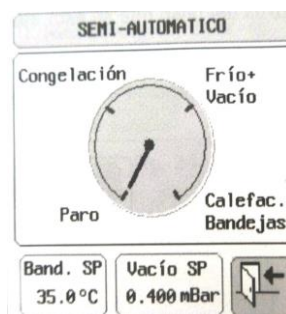 SEMI-AUTOMATICO
Congelación
Frío+
Vacío
Paro
Calefac.
Bandejas
Band. SP
35.0°C
Vacío SP
0.400 mBar